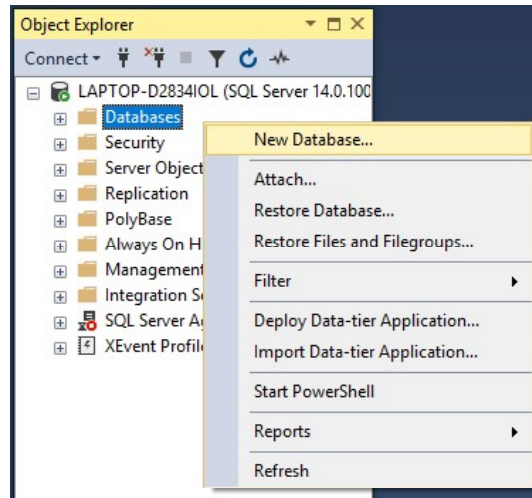 Object Explorer
Connect
LAPTOP-D2834IOL (SQL Server 14.0.100
Databases
Security
Server Object
Replication
PolyBase
Always On H
Management
Integration S
SQL Server A
XEvent Profil
New Database...
Attach...
Restore Database...
Restore Files and Filegroups...
Filter
Deploy Data-tier Application...
Import Data-tier Application...
Start PowerShell
Reports
Refresh